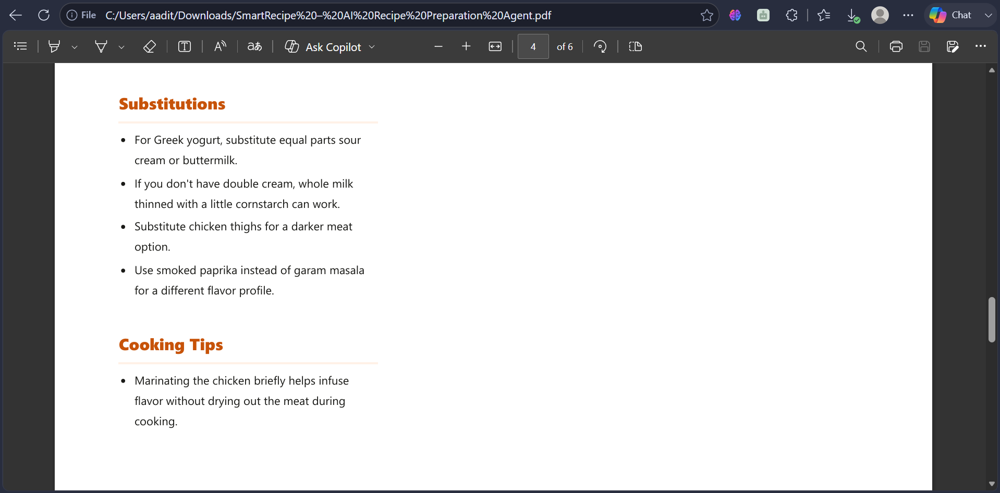 File C:/Users/aadit/Downloads/SmartRecipe%20–%20AI%20Recipe%20Preparation%20Agent.pdf
Chat
T
A
aあ
Ask Copilot
4 of 6
Substitutions
• For Greek yogurt, substitute equal parts sour
cream or buttermilk.
• If you don't have double cream, whole milk
thinned with a little cornstarch can work.
• Substitute chicken thighs for a darker meat
option.
• Use smoked paprika instead of garam masala
for a different flavor profile.
Cooking Tips
• Marinating the chicken briefly helps infuse
flavor without drying out the meat during
cooking.